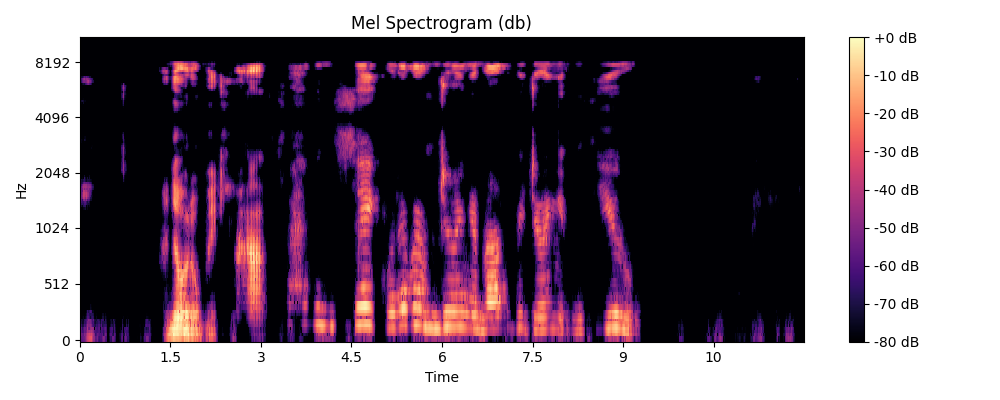 Mel Spectrogram (db)
Hz
8192
4096
2048
1024
512
0
0 1.5 3 4.5 6 7.5 9 10
Time
+0 dB
-10 dB
-20 dB
-30 dB
-40 dB
-50 dB
-60 dB
-70 dB
-80 dB